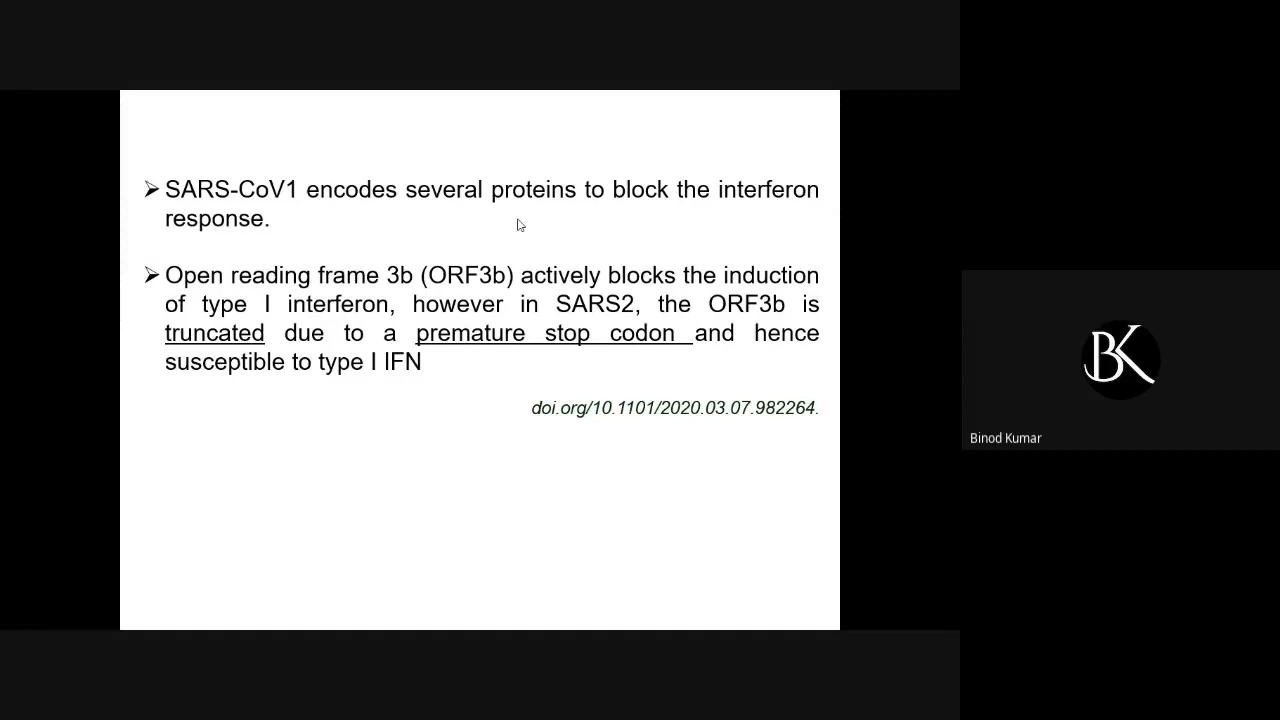 ➢ SARS-CoV1 encodes several proteins to block the interferon
response.
➢ Open reading frame 3b (ORF3b) actively blocks the induction
of type I interferon, however in SARS2, the ORF3b is
truncated due to a premature stop codon and hence
susceptible to type I IFN
doi.org/10.1101/2020.03.07.982264.
BK
Binod Kumar